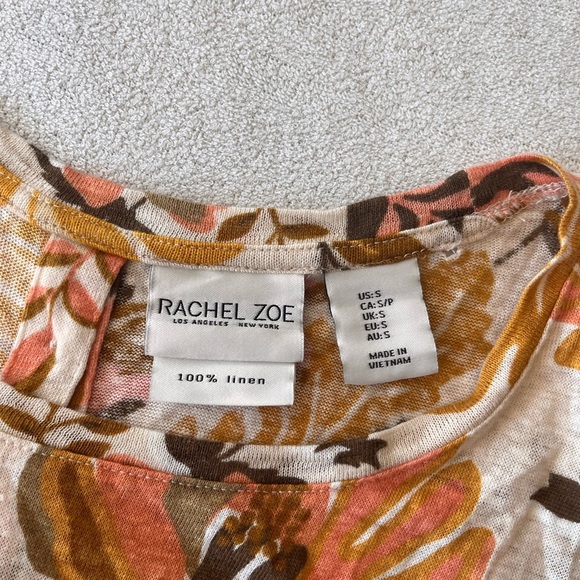 RACHEL ZOE
LOS ANGELES NEW YORK
100% linen
US:S
CA:S/P
UK:S
EU:S
AU:S
MADE IN
VIETNAM